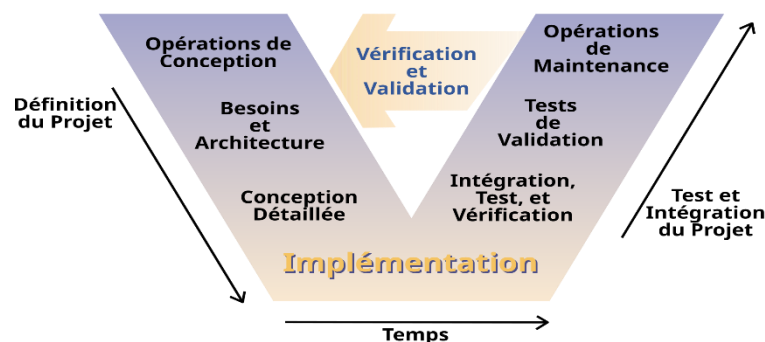 Définition
du Projet
Opérations de
Conception
Besoins
et
Architecture
Conception
Détaillée
Vérification
et
Validation
Opérations
de
Maintenance
Tests
de
Validation
Intégration,
Test, et
Vérification
Test et
Intégration
du Projet
Implémentation
Temps